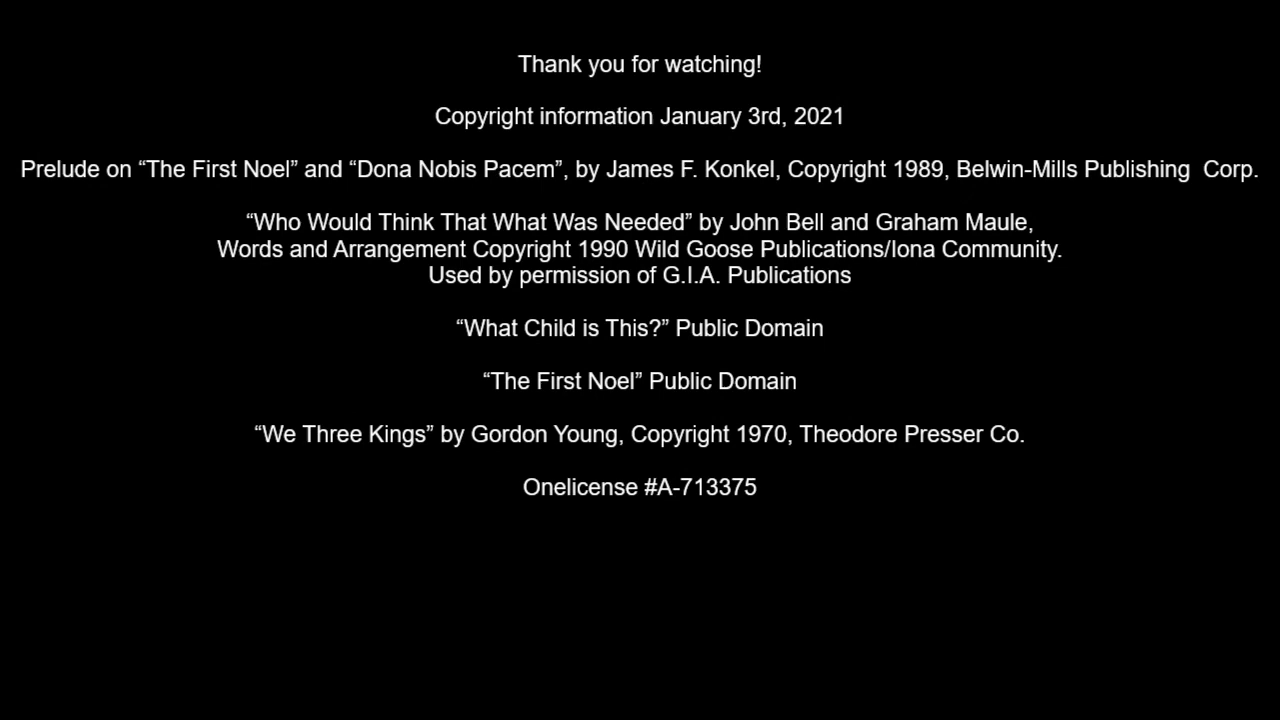 Thank you for watching!
Copyright information January 3rd, 2021
Prelude on “The First Noel” and “Dona Nobis Pacem”, by James F. Konkel, Copyright 1989, Belwin-Mills Publishing  Corp.
“Who Would Think That What Was Needed” by John Bell and Graham Maule,
Words and Arrangement Copyright 1990 Wild Goose Publications/Iona Community.
Used by permission of G.I.A. Publications
“What Child is This?” Public Domain
“The First Noel” Public Domain
“We Three Kings” by Gordon Young, Copyright 1970, Theodore Presser Co.
Onelicense #A-713375